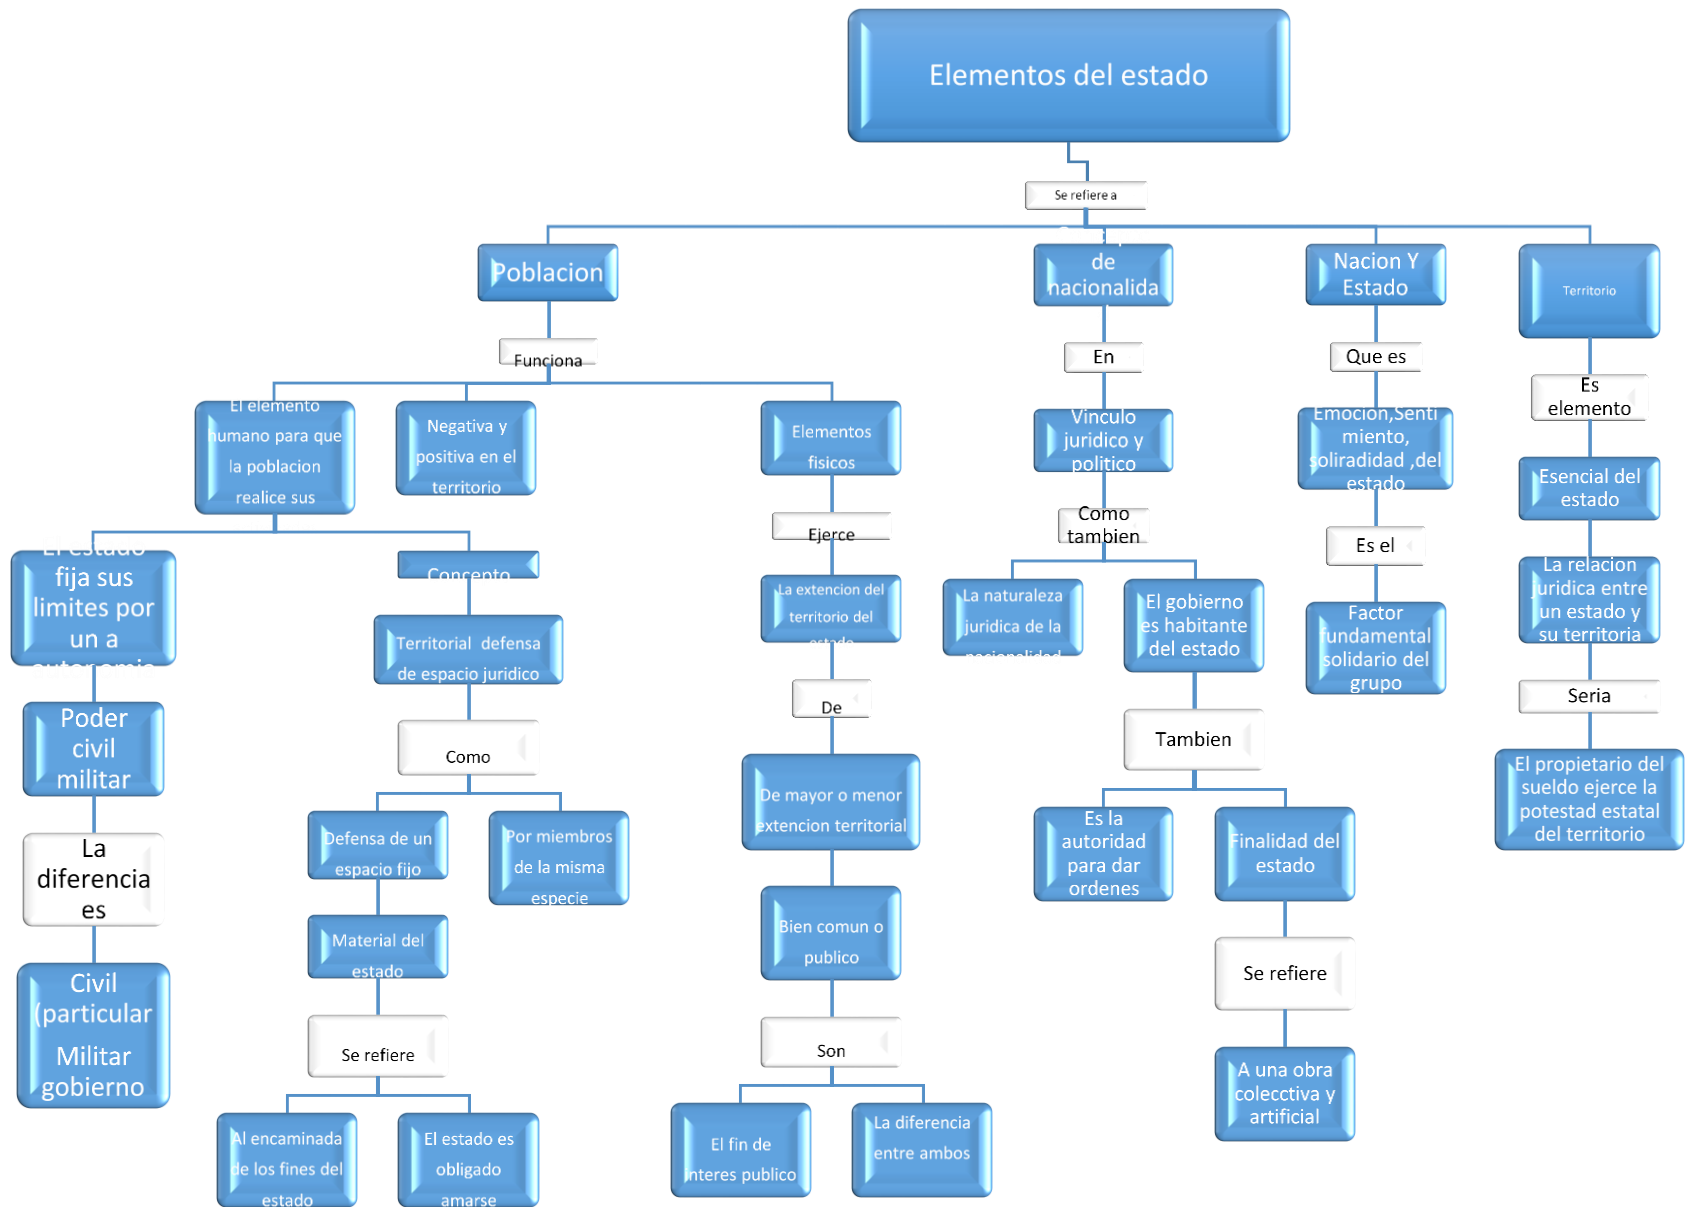 Elementos del estado
Se refiere a
Poblacion
de
nacionalida
Nacion Y
Estado
Territorio
Funciona
En
Que es
Es
elemento
El elemento
humano para que
la poblacion
realice sus
Negativa y
positiva en el
territorio
Elementos
fisicos
Vinculo
juridico y
politico
Emocion,Senti
miento,
soliradidad ,del
estado
Esencial del
estado
Ejerce
Como
tambien
Es el
El estado
fija sus
limites por
un a
autonomia
Concepto
La extencion del
territorio del
estado
La naturaleza
juridica de la
nacionalidad
El gobierno
es habitante
del estado
Factor
fundamental
solidario del
grupo
La relacion
juridica entre
un estado y
su territoria
Territorial defensa
de espacio juridico
De
Seria
Poder
civil
militar
Como
Tambien
De mayor o menor
extencion territorial
El propietario del
sueldo ejerce la
potestad estatal
del territorio
La
diferencia
es
Defensa de un
espacio fijo
Por miembros
de la misma
especie
Es la
autoridad
para dar
ordenes
Finalidad del
estado
Bien comun o
publico
Material del
estado
Se refiere
Civil
(particular
Militar
gobierno
Se refiere
Son
A una obra
colecctiva y
artificial
Al encaminada
de los fines del
estado
El estado es
obligado
amarse
El fin de
interes publico
La diferencia
entre ambos